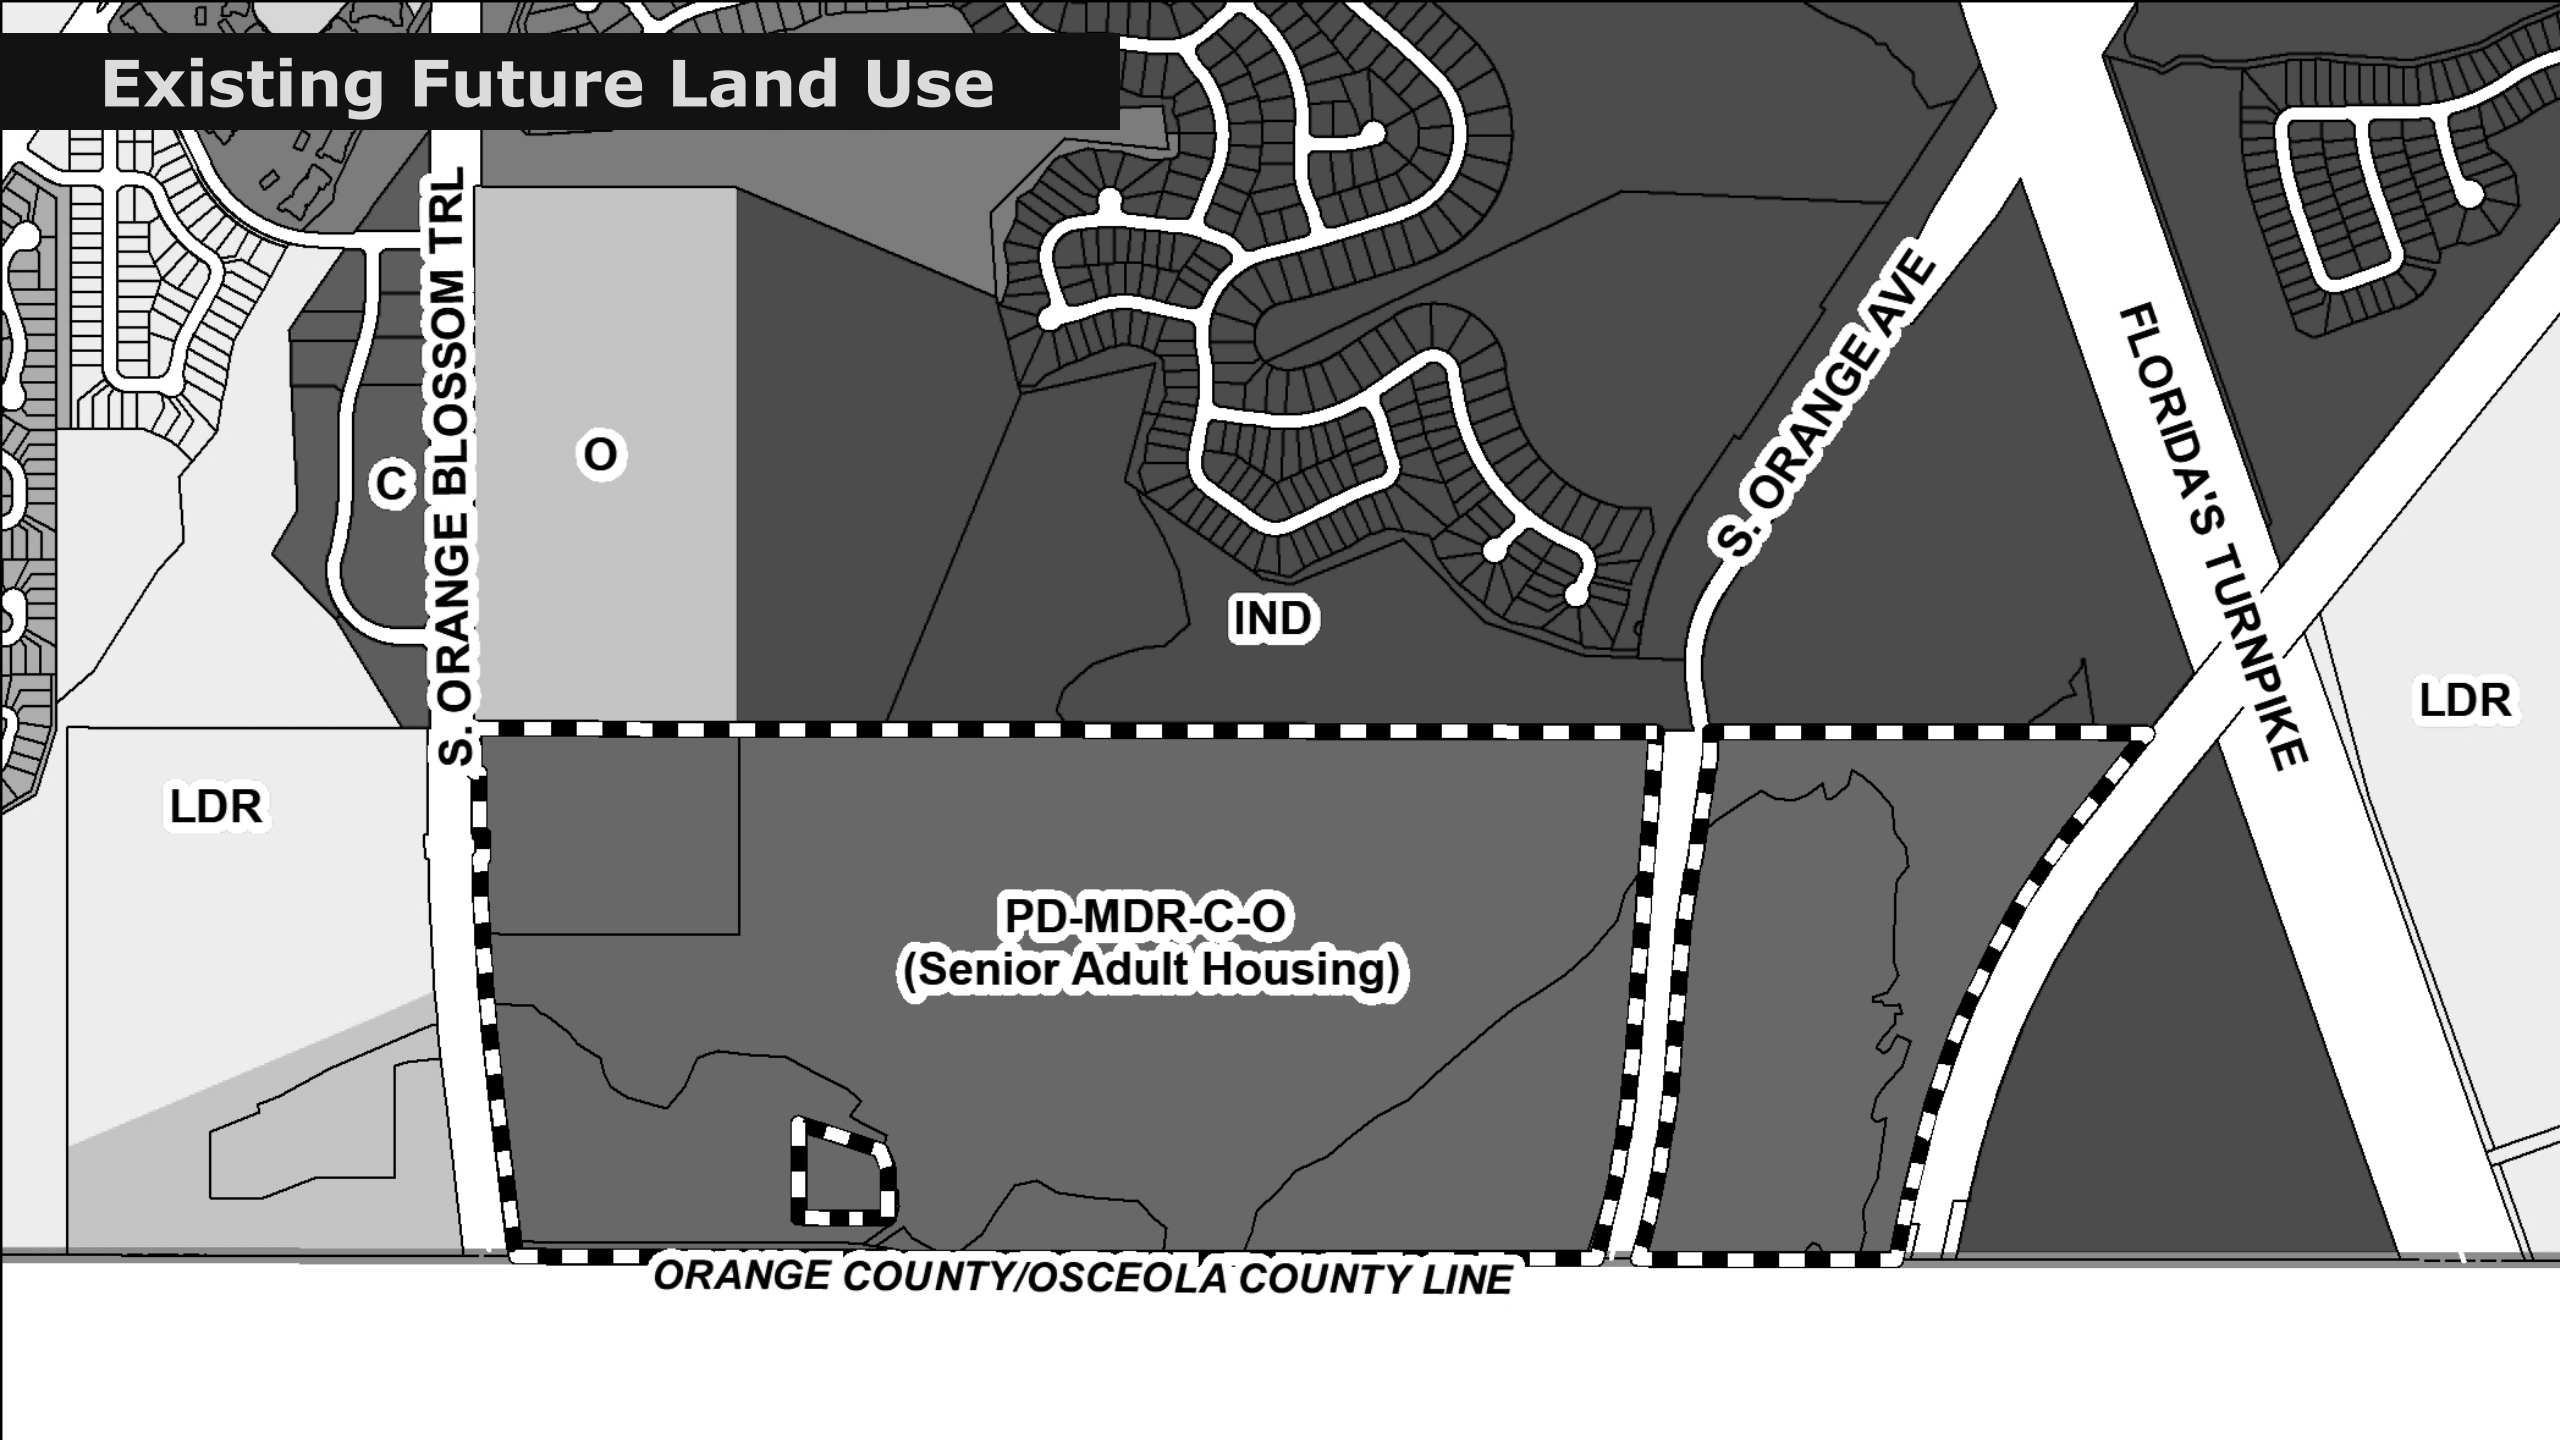 Existing Future Land Use
S. ORANGE BLOSSOM TRL
C
O
S. ORANGE AVE
FLORIDA'S TURNPIKE
IND
LDR
LDR
PD-MDR-C-O
(Senior Adult Housing)
ORANGE COUNTY/OSCEOLA COUNTY LINE